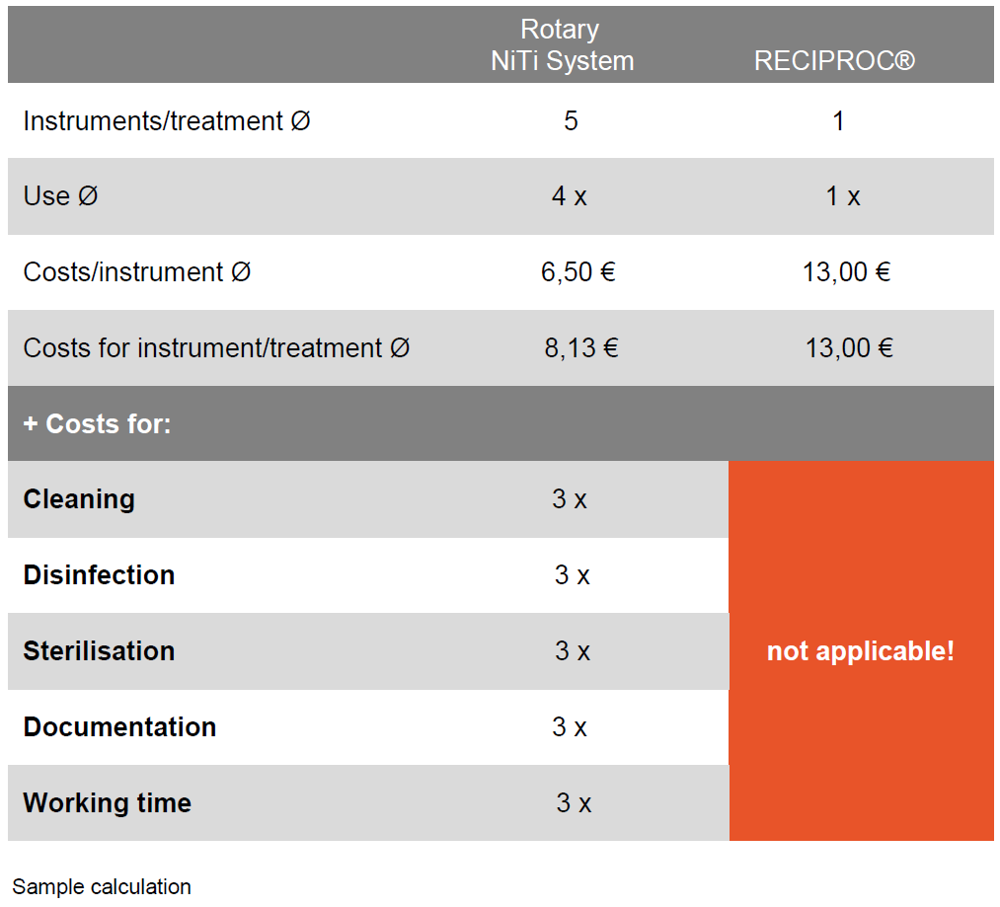 Rotary
NiTi System RECIPROC®
Instruments/treatment Ø 5 1
Use Ø 4 x 1 x
Costs/instrument Ø 6,50 € 13,00 €
Costs for instrument/treatment Ø 8,13 € 13,00 €
+ Costs for:
Cleaning 3 x
Disinfection 3 x
Sterilisation 3 x not applicable!
Documentation 3 x
Working time 3 x
Sample calculation